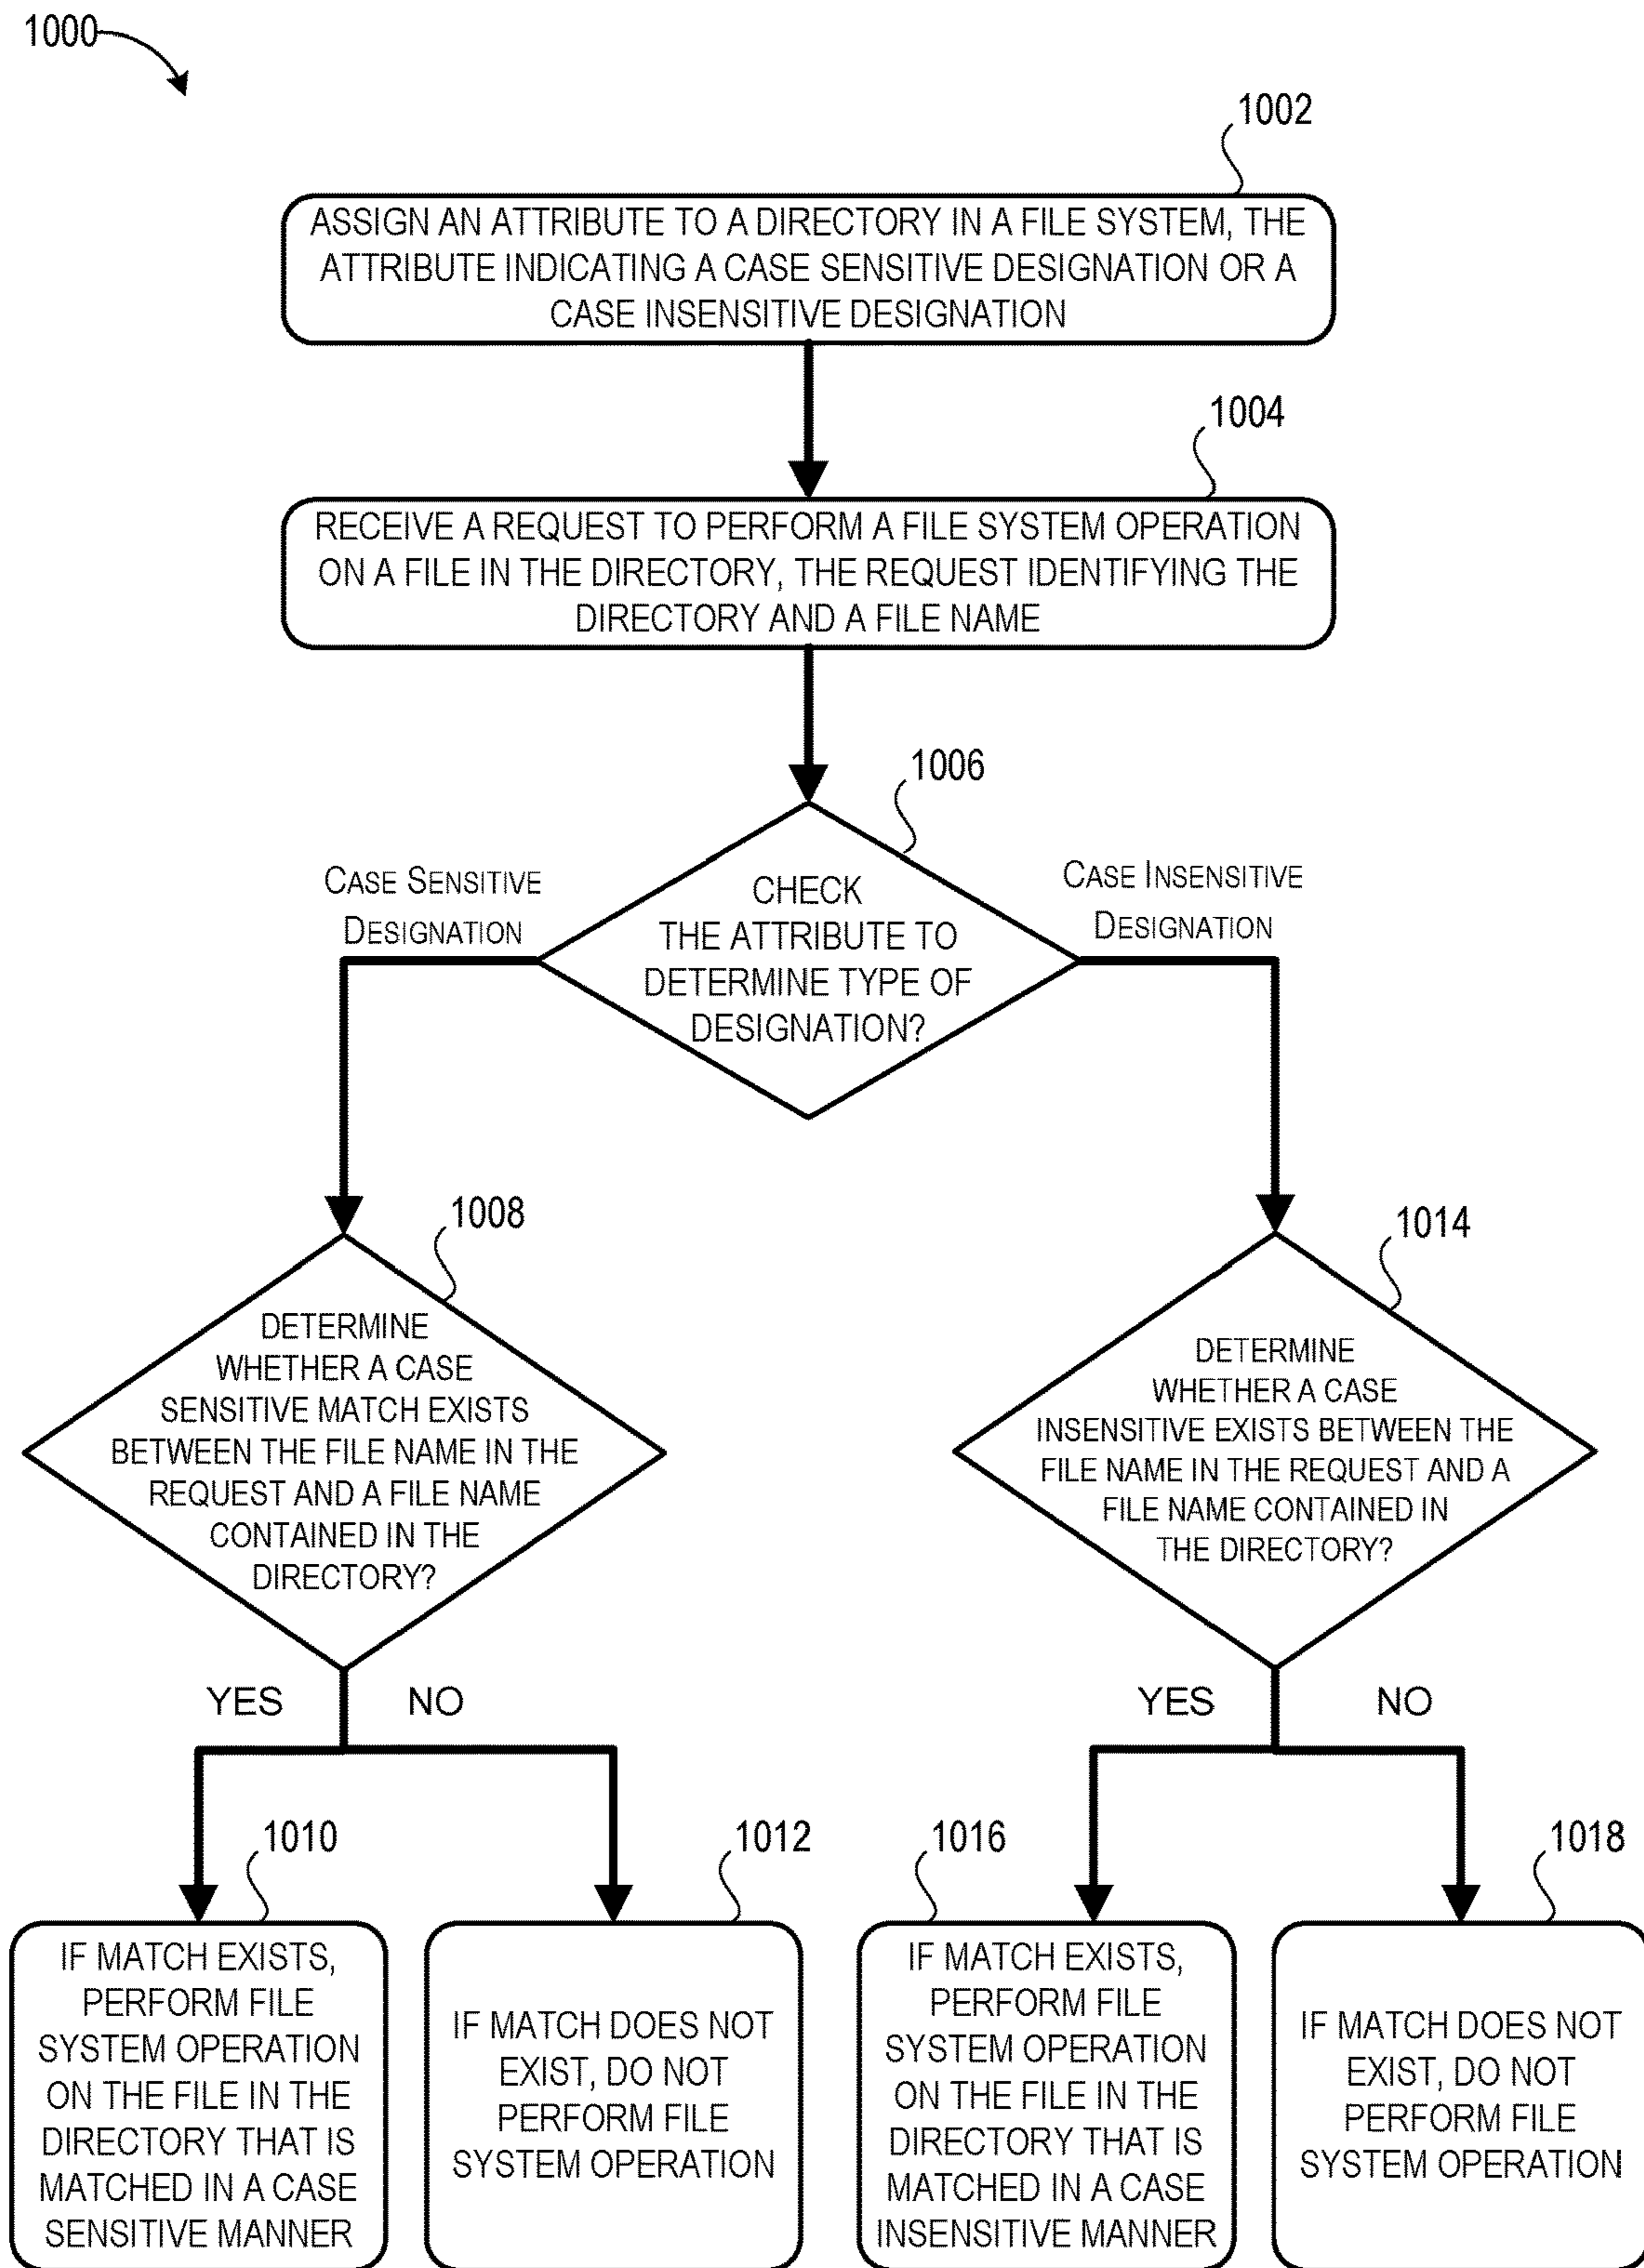 1000
1002
ASSIGN AN ATTRIBUTE TO A DIRECTORY IN A FILE SYSTEM, THE
ATTRIBUTE INDICATING A CASE SENSITIVE DESIGNATION OR A
CASE INSENSITIVE DESIGNATION
1004
RECEIVE A REQUEST TO PERFORM A FILE SYSTEM OPERATION
ON A FILE IN THE DIRECTORY, THE REQUEST IDENTIFYING THE
DIRECTORY AND A FILE NAME
1006
CHECK
THE ATTRIBUTE TO
DETERMINE TYPE OF
DESIGNATION?
CASE SENSITIVE
DESIGNATION
CASE INSENSITIVE
DESIGNATION
1008
DETERMINE
WHETHER A CASE
SENSITIVE MATCH EXISTS
BETWEEN THE FILE NAME IN THE
REQUEST AND A FILE NAME
CONTAINED IN THE
DIRECTORY?
1014
DETERMINE
WHETHER A CASE
INSENSITIVE EXISTS BETWEEN THE
FILE NAME IN THE REQUEST AND A
FILE NAME CONTAINED IN
THE DIRECTORY?
YES
NO
YES
NO
1010
IF MATCH EXISTS,
PERFORM FILE
SYSTEM OPERATION
ON THE FILE IN THE
DIRECTORY THAT IS
MATCHED IN A CASE
SENSITIVE MANNER
1012
IF MATCH DOES NOT
EXIST, DO NOT
PERFORM FILE
SYSTEM OPERATION
1016
IF MATCH EXISTS,
PERFORM FILE
SYSTEM OPERATION
ON THE FILE IN THE
DIRECTORY THAT IS
MATCHED IN A CASE
INSENSITIVE MANNER
1018
IF MATCH DOES NOT
EXIST, DO NOT
PERFORM FILE
SYSTEM OPERATION